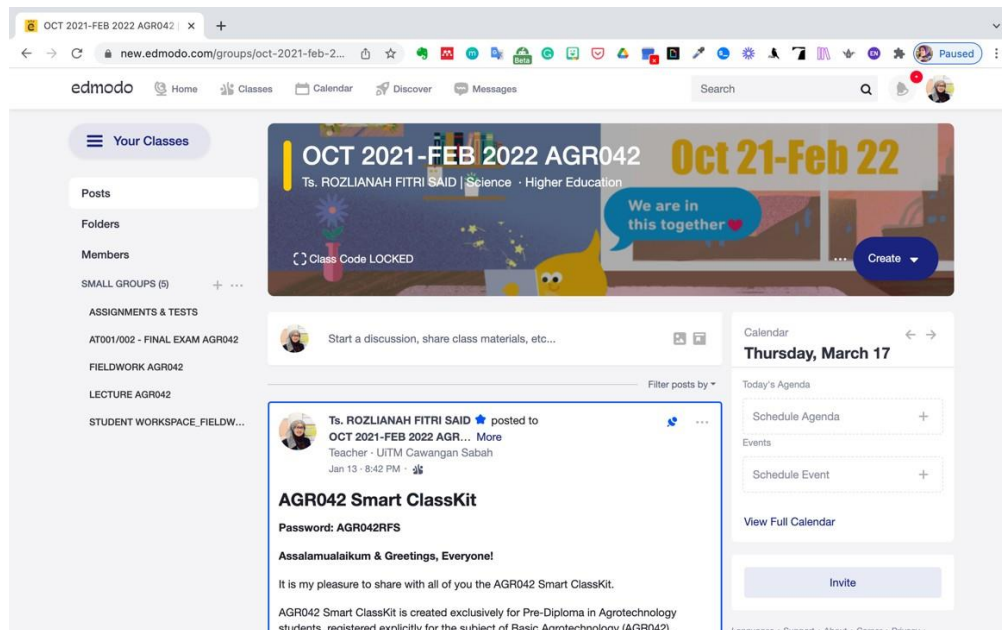 OCT 2021-FEB 2022 AGR042
new.edmodo.com/groups/oct-2021-feb-2...
Beta
EN
Paused
edmodo
Home
Classes
Calendar
Discover
Messages
Search
Your Classes
Posts
Folders
Members
SMALL GROUPS (5)
ASSIGNMENTS & TESTS
AT001/002 - FINAL EXAM AGR042
FIELDWORK AGR042
LECTURE AGR042
STUDENT WORKSPACE_FIELDW...
OCT 2021-FEB 2022 AGR042
Ts. ROZLIANAH FITRI SAID | Science · Higher Education
Oct 21-Feb 22
We are in
this together
Class Code LOCKED
Create
Start a discussion, share class materials, etc...
Filter posts by
Ts. ROZLIANAH FITRI SAID posted to
OCT 2021-FEB 2022 AGR... More
Teacher - UiTM Cawangan Sabah
Jan 13 · 8:42 PM ·
AGR042 Smart ClassKit
Password: AGR042RFS
Assalamualaikum & Greetings, Everyone!
It is my pleasure to share with all of you the AGR042 Smart ClassKit.
AGR042 Smart ClassKit is created exclusively for Pre-Diploma in Agrotechnology
students, registered explicitly for the subject of Basic Agrotechnology (AGR042)
Calendar
Thursday, March 17
Today's Agenda
Schedule Agenda
Events
Schedule Event
View Full Calendar
Invite
Languages · Support · About · Career · Privacy ·